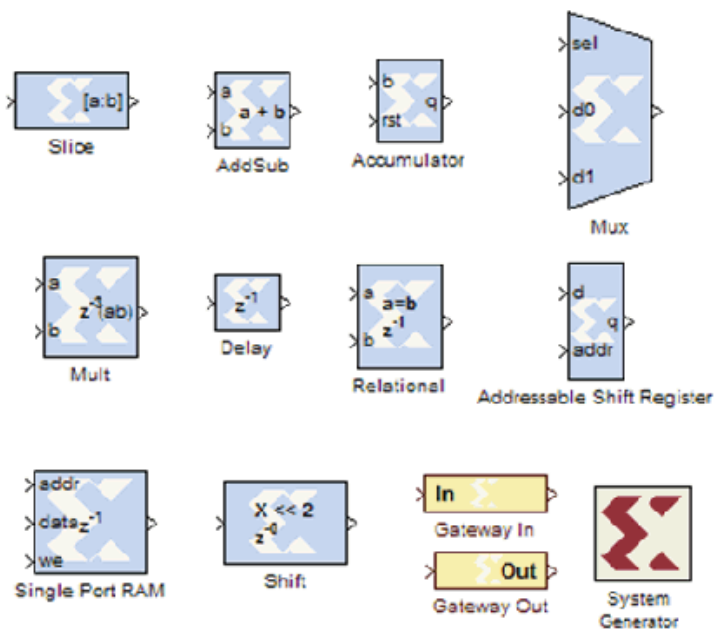 [a:b]
Slice
a
b
a + b
AddSub
b
rst
q
Accumulator
sel
d0
d1
Mux
a
b
z-1(ab)
Mult
z-1
Delay
a
b
a=b
z-1
Relational
d
addr
q
Addressable Shift Register
addr
data
we
z-1
Single Port RAM
X << 2
z-0
Shift
In
Gateway In
Out
Gateway Out
System
Generator